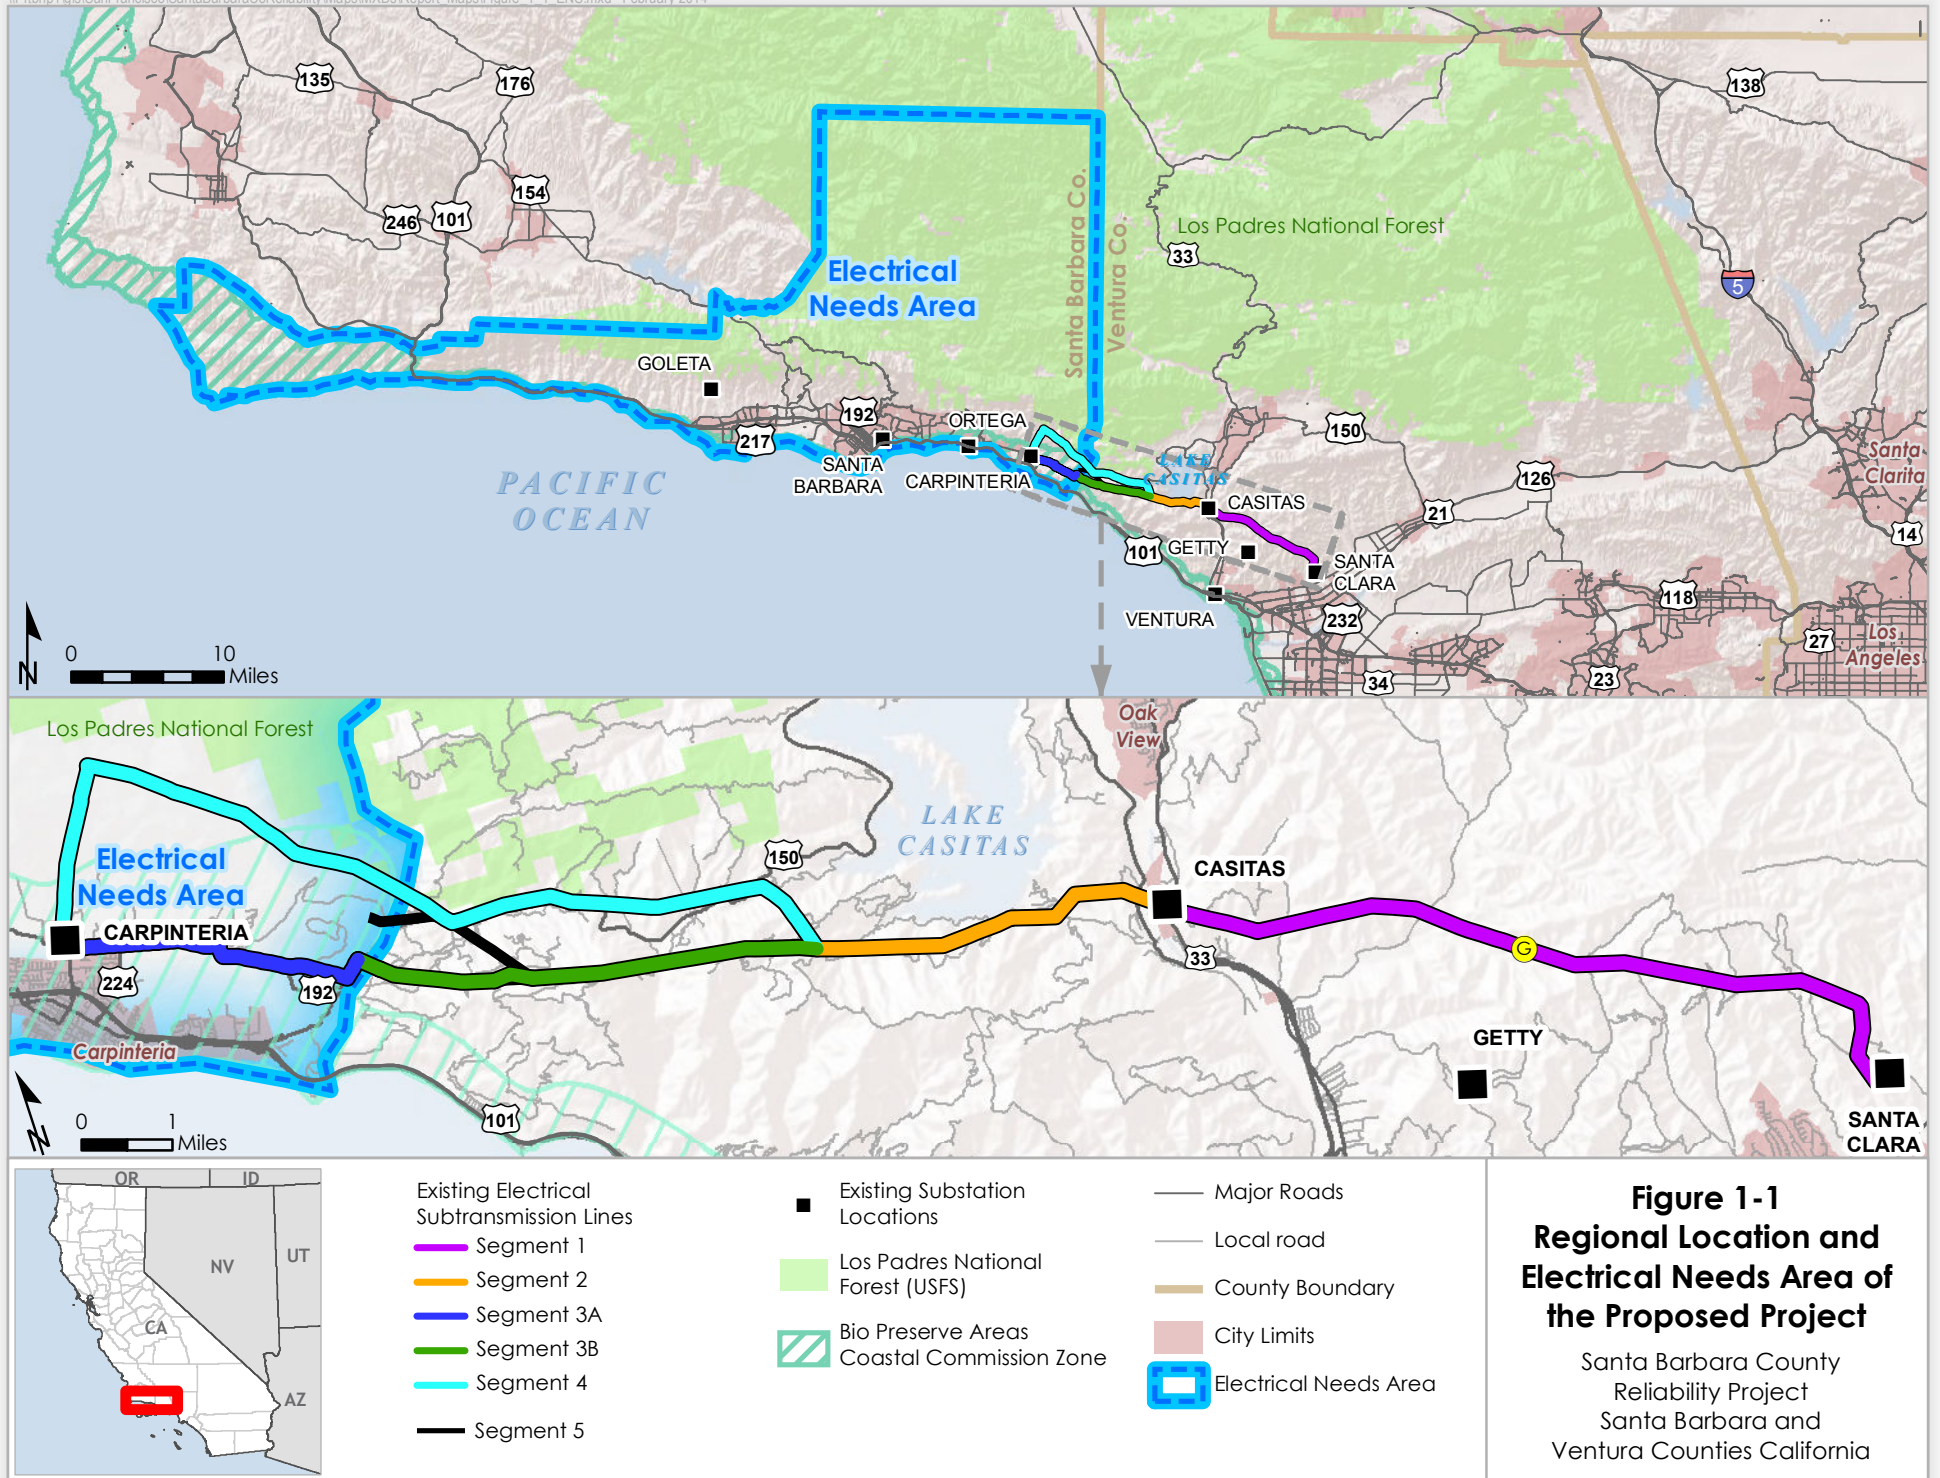 135
176
138
154
246
101
Santa Barbara Co.
Ventura Co.
Los Padres National Forest
33
5
Electrical
Needs Area
GOLETA
192
ORTEGA
217
150
SANTA
BARBARA
CARPINTERIA
LAKE
CASITAS
Santa
Clarita
PACIFIC
OCEAN
126
CASITAS
21
14
101
GETTY
SANTA
CLARA
VENTURA
232
118
27
Los
Angeles
34
23
N
0 10
Miles
Los Padres National Forest
Oak
View
LAKE
CASITAS
150
Electrical
Needs Area
CASITAS
CARPINTERIA
G
33
224
192
Carpinteria
GETTY
101
SANTA
CLARA
N
0 1
Miles
OR
ID
NV
UT
CA
AZ
Existing Electrical
Subtransmission Lines
Segment 1
Segment 2
Segment 3A
Segment 3B
Segment 4
Segment 5
Existing Substation
Locations
Los Padres National
Forest (USFS)
Bio Preserve Areas
Coastal Commission Zone
Major Roads
Local road
County Boundary
City Limits
Electrical Needs Area
Figure 1-1
Regional Location and
Electrical Needs Area of
the Proposed Project
Santa Barbara County
Reliability Project
Santa Barbara and
Ventura Counties California